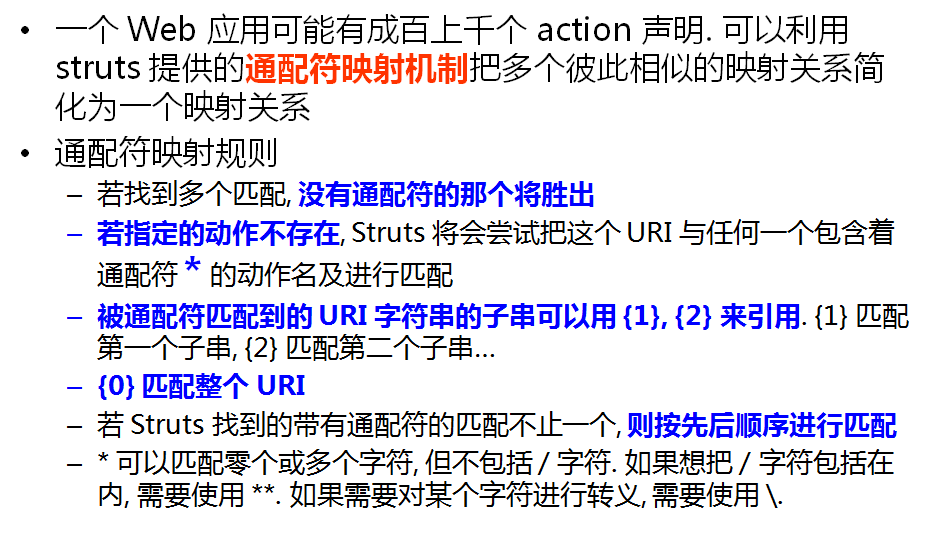 • 一个 Web 应用可能有成百上千个 action 声明. 可以利用
struts 提供的通配符映射机制把多个彼此相似的映射关系简
化为一个映射关系
• 通配符映射规则
– 若找到多个匹配, 没有通配符的那个将胜出
– 若指定的动作不存在, Struts 将会尝试把这个 URI 与任何一个包含着
通配符 * 的动作名及进行匹配
– 被通配符匹配到的 URI 字符串的子串可以用 {1}, {2} 来引用. {1} 匹配
第一个子串, {2} 匹配第二个子串…
– {0} 匹配整个 URI
– 若 Struts 找到的带有通配符的匹配不止一个, 则按先后顺序进行匹配
– * 可以匹配零个或多个字符, 但不包括 / 字符. 如果想把 / 字符包括在
内, 需要使用 **. 如果需要对某个字符进行转义, 需要使用 \.